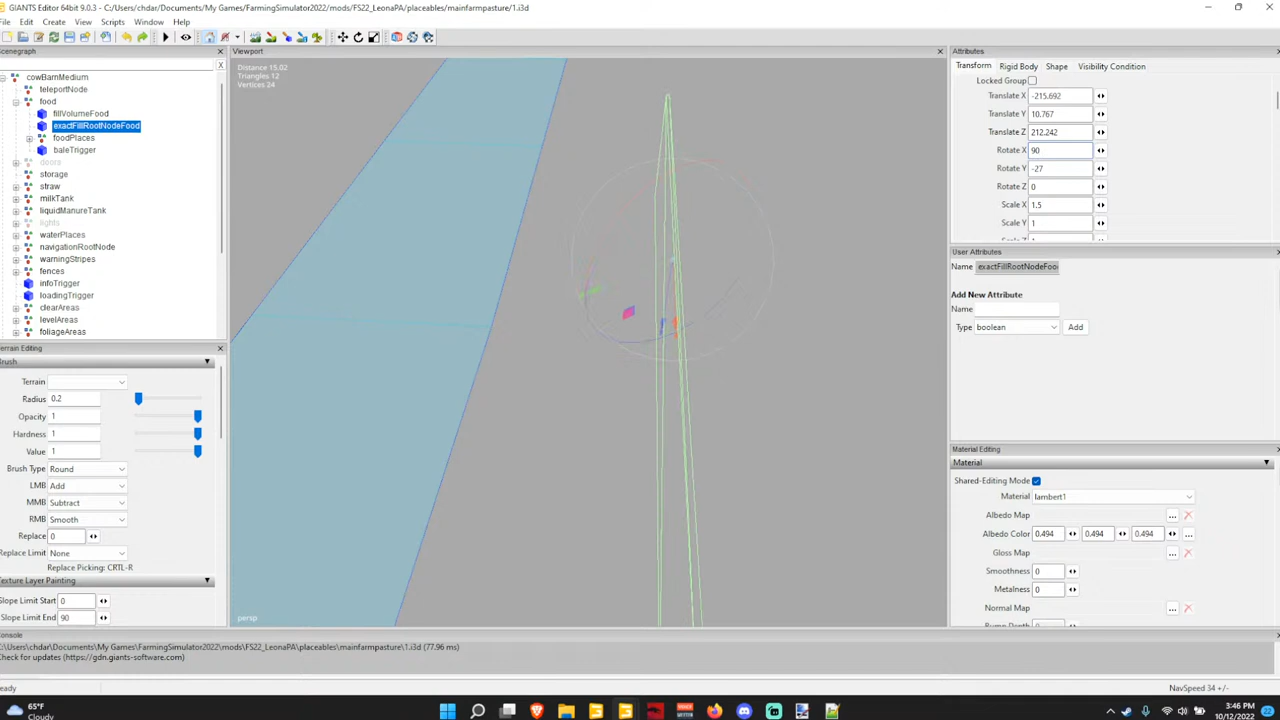 GIANTS Editor 64bit 9.0.3 - C:/Users/chdar/Documents/My Games/FarmingSimulator2022/mods/FS22_LeonaPA/placeables/mainfarmpasture/1.i3d
File Edit Create View Scripts Window Help
Scenegraph
X
cowBarnMedium
teleportNode
food
fillVolumeFood
exactFillRootNodeFood
foodPlaces
baleTrigger
doors
storage
straw
milkTank
liquidManureTank
lights
waterPlaces
navigationRootNode
warningStripes
fences
infoTrigger
loadingTrigger
clearAreas
levelAreas
foliageAreas
Terrain Editing
Brush
Terrain
Radius 0.2
Opacity 1
Hardness 1
Value 1
Brush Type Round
LMB Add
MMB Subtract
RMB Smooth
Replace 0
Replace Limit None
Replace Picking: CRTL-R
Texture Layer Painting
Slope Limit Start 0
Slope Limit End 90
Viewport
Distance 15.02
Triangles 12
Vertices 24
persp
Attributes
Transform Rigid Body Shape Visibility Condition
Locked Group
Translate X -215.692
Translate Y 10.767
Translate Z 212.242
Rotate X 90
Rotate Y -27
Rotate Z 0
Scale X 1.5
Scale Y 1
User Attributes
Name exactFillRootNodeFood
Add New Attribute
Name
Type boolean Add
Material Editing
Material
Shared-Editing Mode
Material lambert1
Albedo Map ...
Albedo Color 0.494 0.494 0.494 ...
Gloss Map ...
Smoothness 0
Metalness 0
Normal Map ...
Bump Depth
Console
C:\Users\chdar\Documents\My Games\FarmingSimulator2022\mods\FS22_LeonaPA\placeables\mainfarmpasture\1.i3d (77.96 ms)
Check for updates (https://gdn.giants-software.com)
Ready
NavSpeed 34 +/-
65°F
Cloudy
3:46 PM
10/12/2022